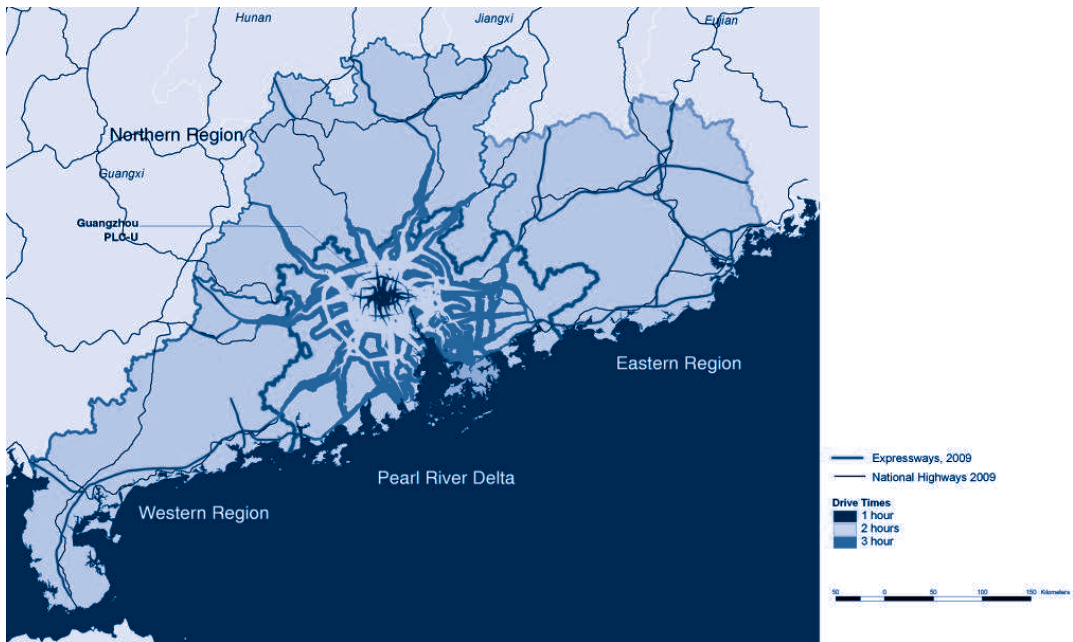 Hunan
Jiangxi
Fujian
Northern Region
Guangxi
Guangzhou
PLC-U
Eastern Region
Pearl River Delta
Western Region
Expressways, 2009
National Highways 2009
Drive Times
1 hour
2 hours
3 hour
50 0 50 100 150 Kilometers